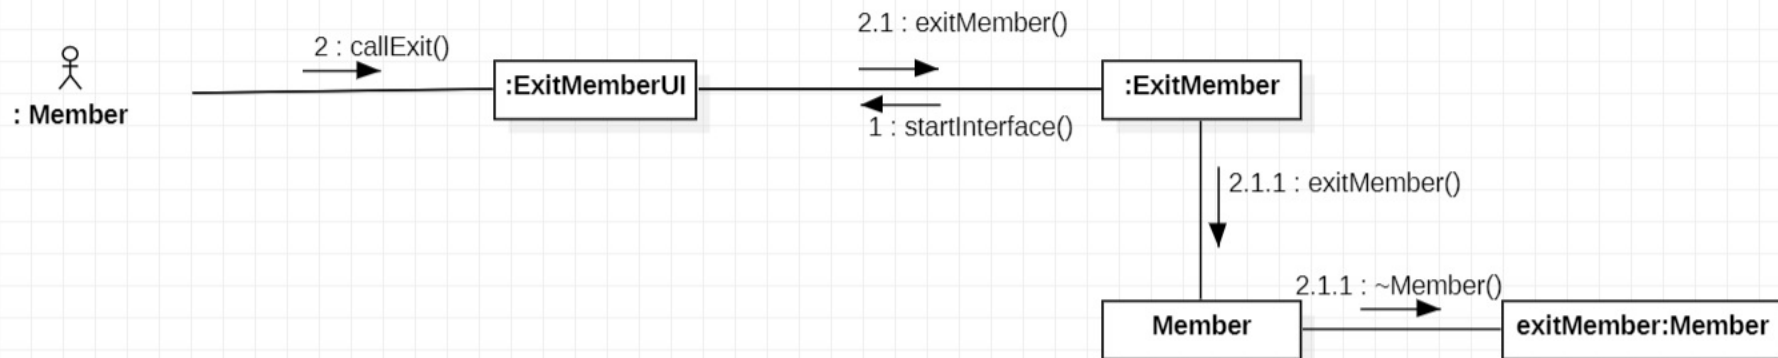 2.1 : exitMember()
2 : callExit()
:ExitMemberUI
:ExitMember
: Member
1 : startInterface()
2.1.1 : exitMember()
2.1.1 : ~Member()
Member
exitMember:Member